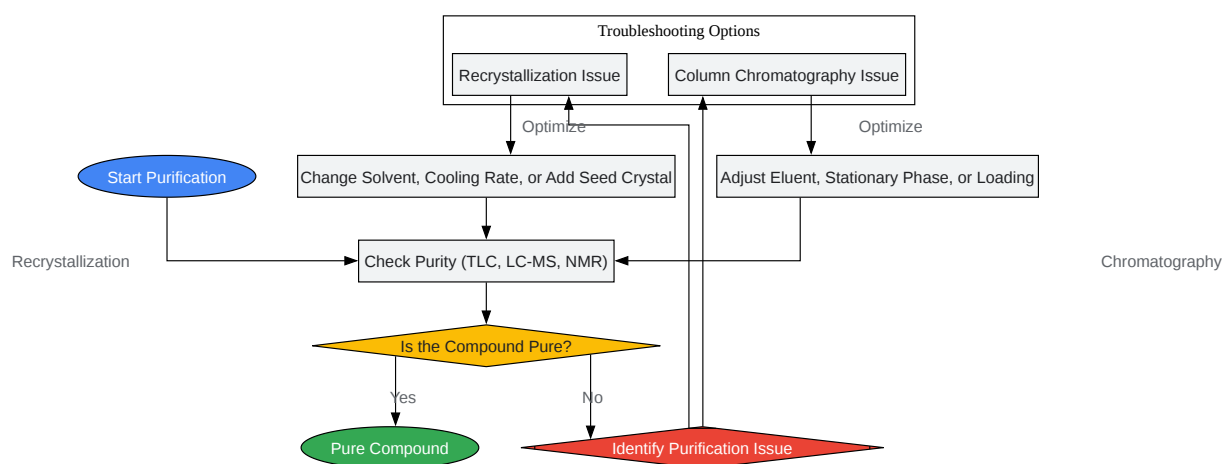 Troubleshooting Options
Recrystallization Issue
Column Chromatography Issue
Optimize
Optimize
Start Purification
Change Solvent, Cooling Rate, or Add Seed Crystal
Adjust Eluent, Stationary Phase, or Loading
Recrystallization
Check Purity (TLC, LC-MS, NMR)
Chromatography
Is the Compound Pure?
Yes
No
Pure Compound
Identify Purification Issue